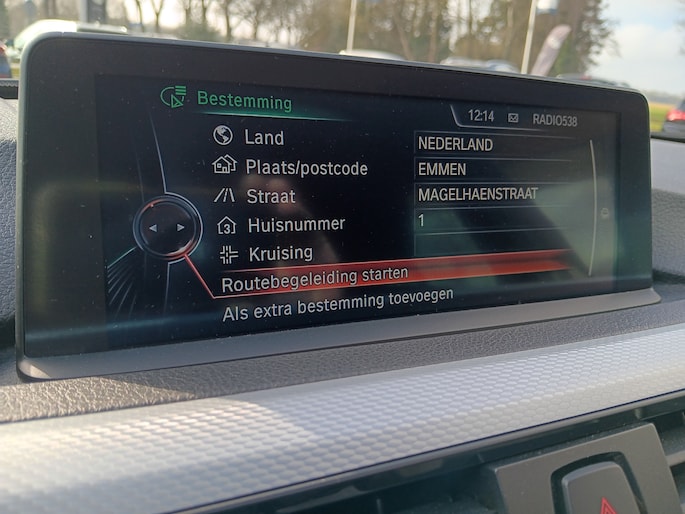 Bestemming
12:14 RADIO538
Land NEDERLAND
Plaats/postcode EMMEN
Straat MAGELHAENSTRAAT
3 Huisnummer 1
Kruising
Routebegeleiding starten
Als extra bestemming toevoegen